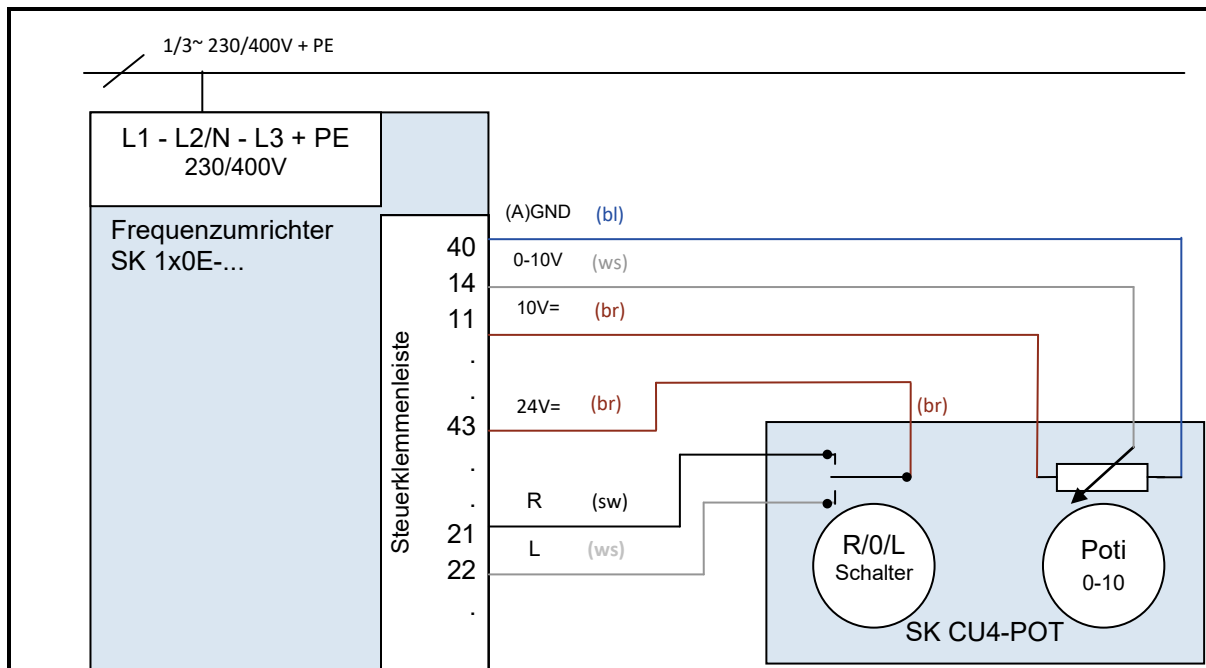 1/3~ 230/400V + PE
L1 - L2/N - L3 + PE
230/400V
Frequenzumrichter
SK 1x0E-...
Steuerklemmenleiste
(A)GND (bl)
40
0-10V (ws)
14
10V= (br)
11
.
.
24V= (br) (br)
43
.
.
R (sw)
21
L (ws)
22
.
R/0/L
Schalter
Poti
0-10
SK CU4-POT